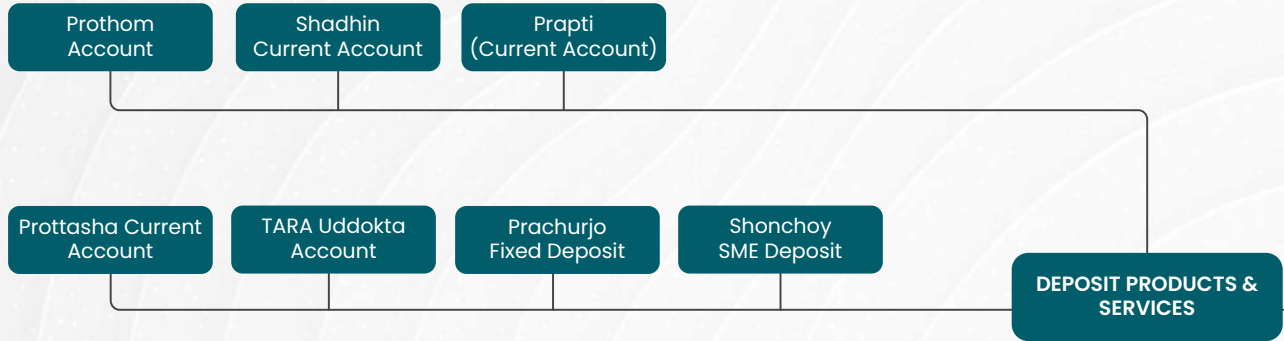 Prothom
Account
Shadhin
Current Account
Prapti
(Current Account)
Prottasha Current
Account
TARA Uddokta
Account
Prachurjo
Fixed Deposit
Shonchoy
SME Deposit
DEPOSIT PRODUCTS &
SERVICES